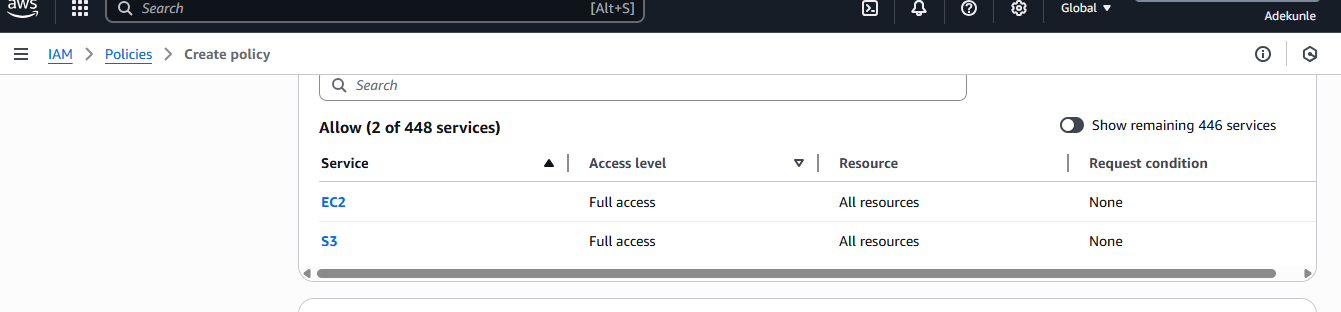 aws Search [Alt+S] Global
Adekunle
IAM Policies Create policy
Search
Allow (2 of 448 services) Show remaining 446 services
Service Access level Resource Request condition
EC2 Full access All resources None
S3 Full access All resources None